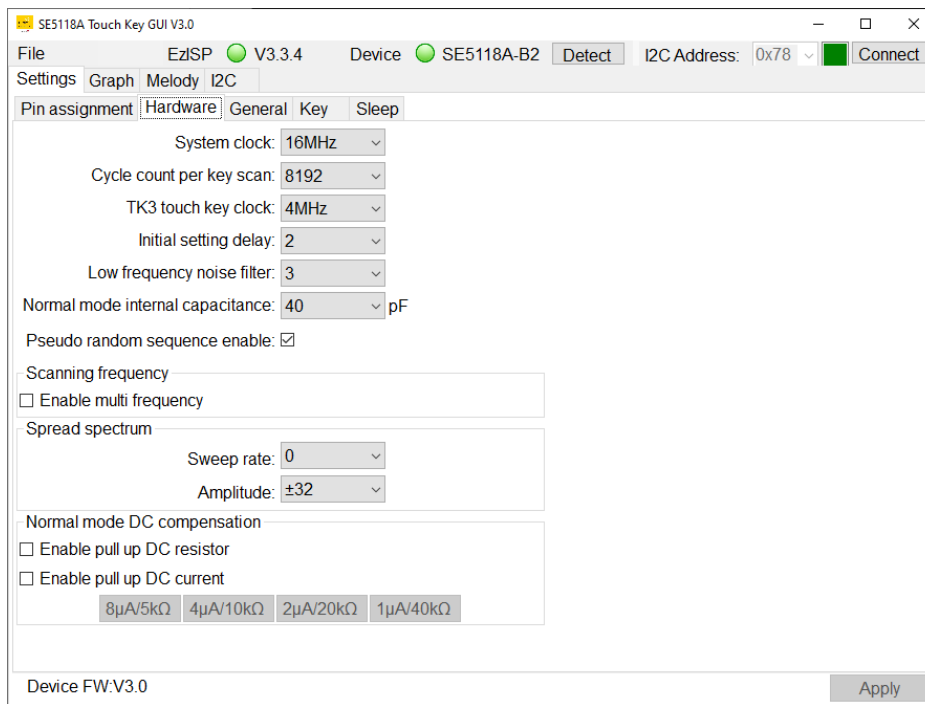 SE5118A Touch Key GUI V3.0
File EzISP V3.3.4 Device SE5118A-B2 Detect I2C Address: 0x78 Connect
Settings Graph Melody I2C
Pin assignment Hardware General Key Sleep
System clock: 16MHz
Cycle count per key scan: 8192
TK3 touch key clock: 4MHz
Initial setting delay: 2
Low frequency noise filter: 3
Normal mode internal capacitance: 40 pF
Pseudo random sequence enable:
Scanning frequency
Enable multi frequency
Spread spectrum
Sweep rate: 0
Amplitude: ±32
Normal mode DC compensation
Enable pull up DC resistor
Enable pull up DC current
8µA/5kΩ 4µA/10kΩ 2µA/20kΩ 1µA/40kΩ
Device FW:V3.0 Apply